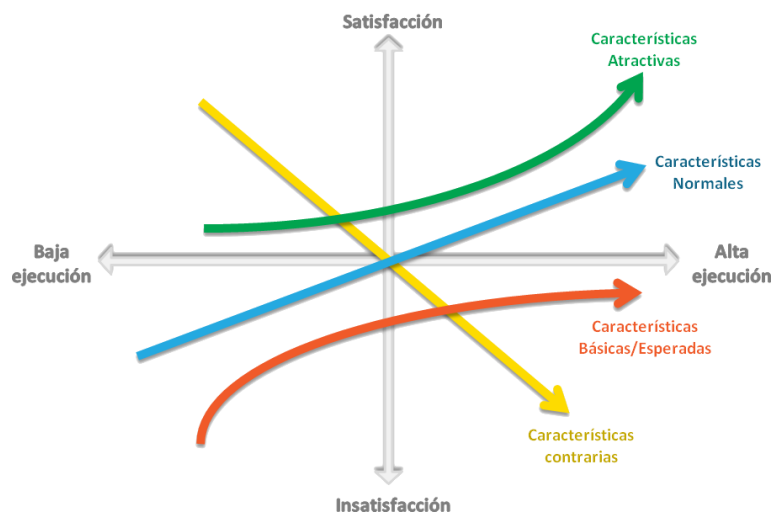 Satisfacción
Características
Atractivas
Características
Normales
Baja
ejecución
Alta
ejecución
Características
Básicas/Esperadas
Características
contrarias
Insatisfacción